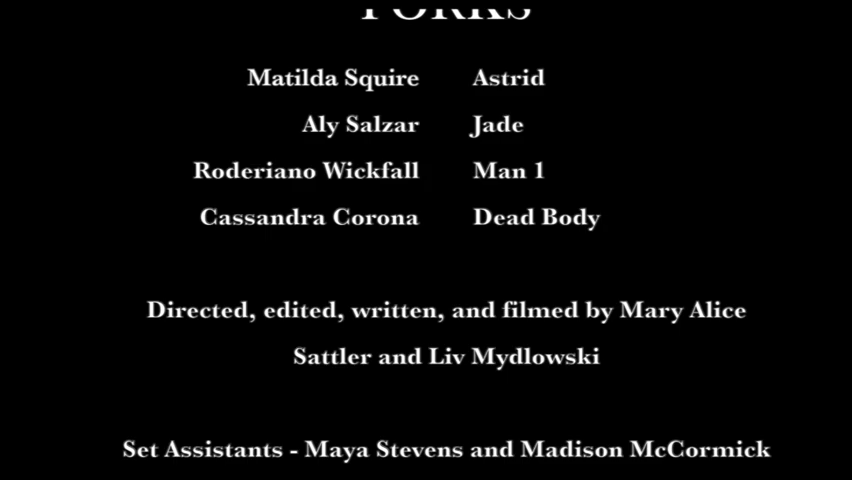 Matilda Squire Astrid
Aly Salzar Jade
Roderiano Wickfall Man 1
Cassandra Corona Dead Body
Directed, edited, written, and filmed by Mary Alice
Sattler and Liv Mydlowski
Set Assistants - Maya Stevens and Madison McCormick